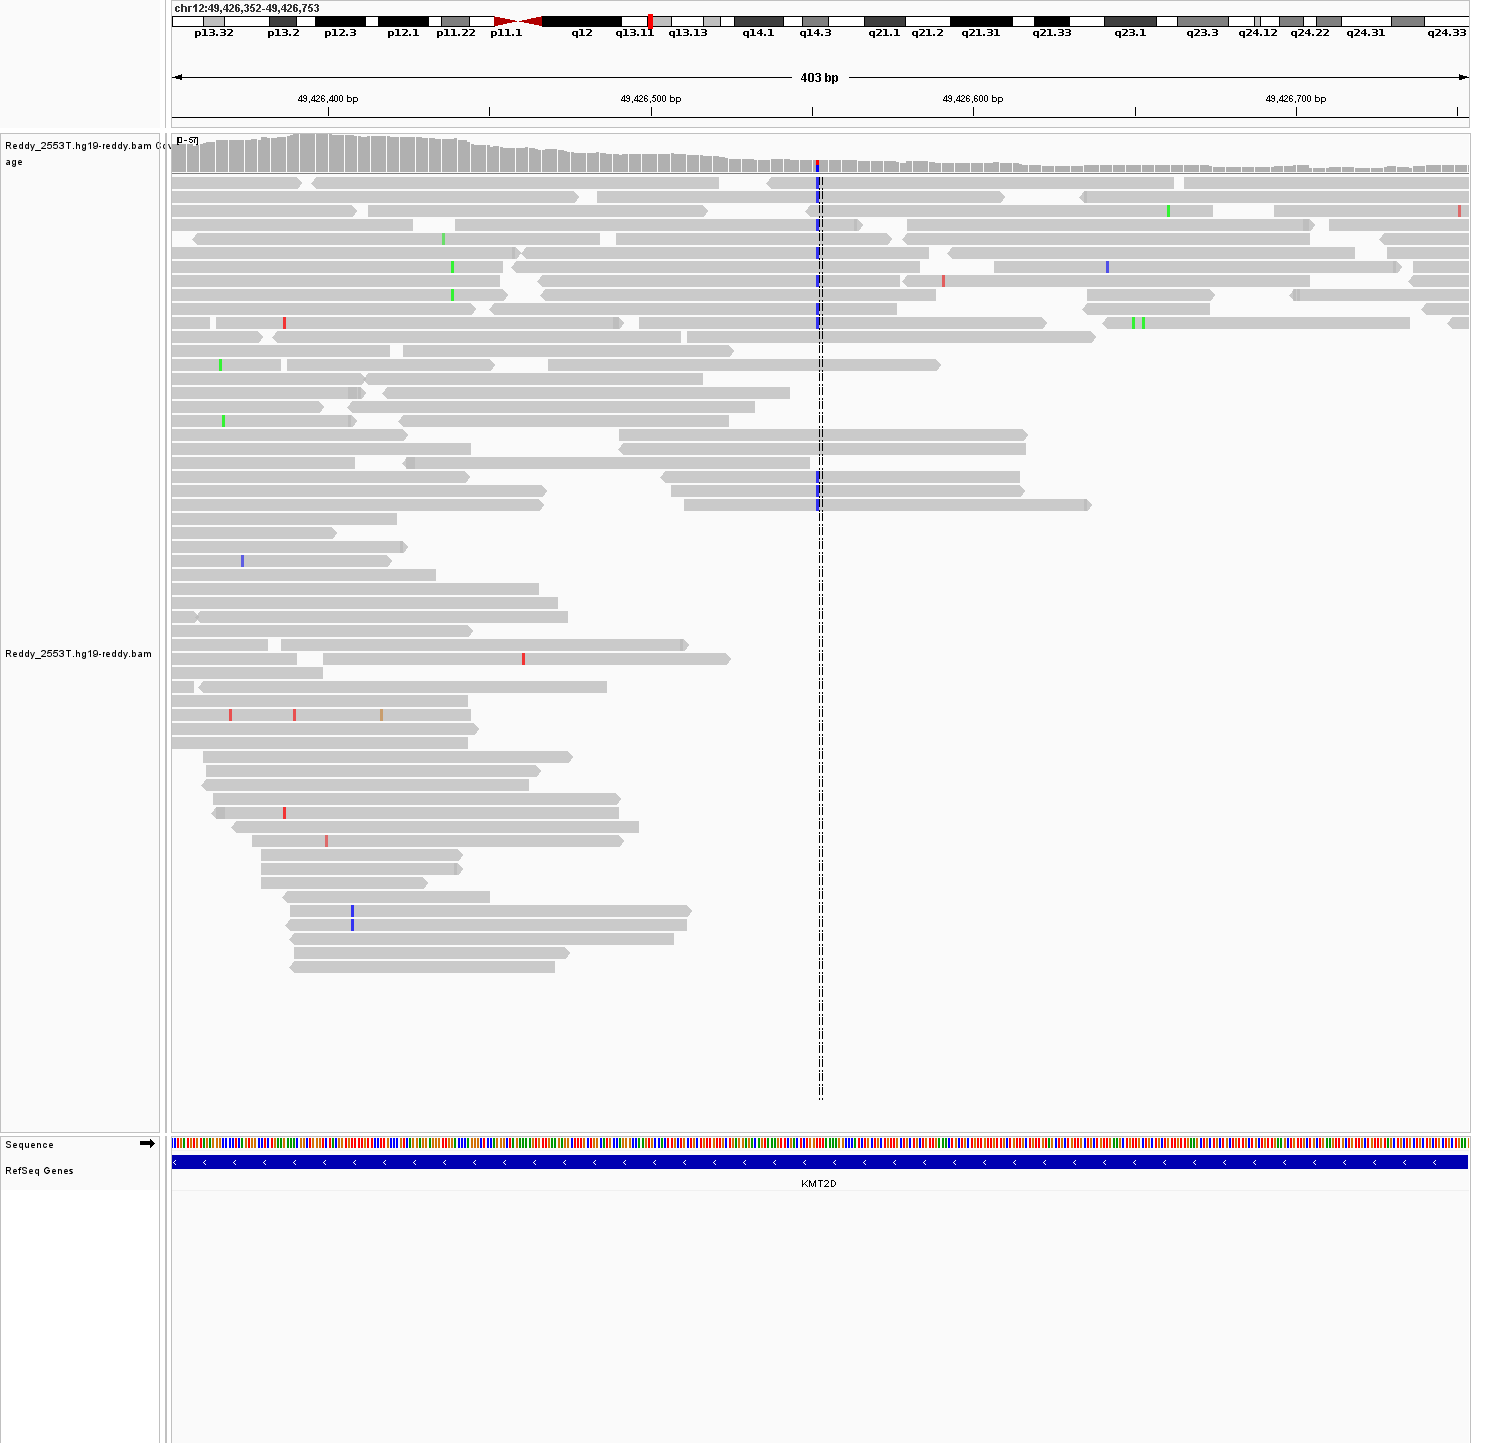 chr12:49,426,352-49,426,753
p13.32 p13.2 p12.3 p12.1 p11.22 p11.1 q12 q13.11 q13.13 q14.1 q14.3 q21.1 q21.2 q21.31 q21.33 q23.1 q23.3 q24.12 q24.22 q24.31 q24.33
403 bp
49,426,400 bp 49,426,500 bp 49,426,600 bp 49,426,700 bp
Reddy_2553T.hg19-reddy.bam Cov
age
[0-57]
Reddy_2553T.hg19-reddy.bam
Sequence
RefSeq Genes
KMT2D